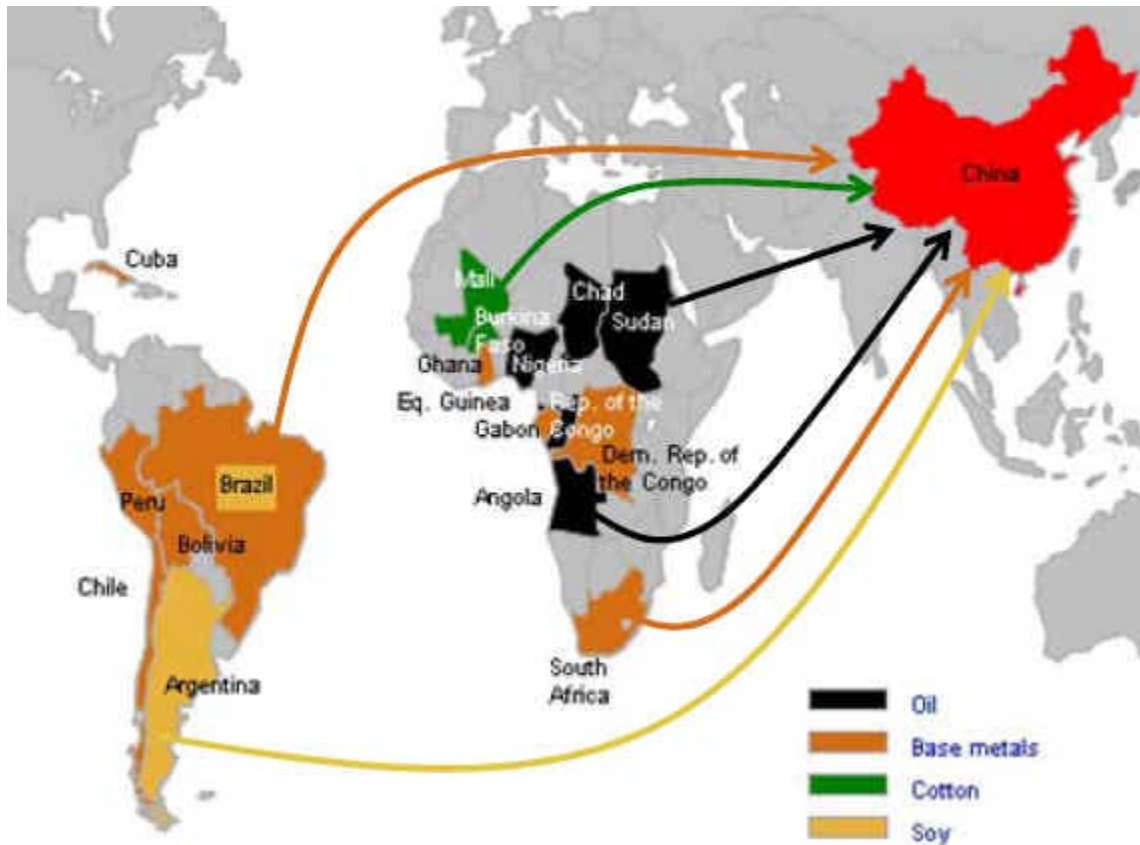 China
Cuba
Mali
Chad
Burkina
Faso
Sudan
Ghana
Nigeria
Eq. Guinea
Rep. of the
Congo
Gabon
Dem. Rep. of
the Congo
Angola
Brazil
Peru
Bolivia
Chile
Argentina
South
Africa
Oil
Base metals
Cotton
Soy